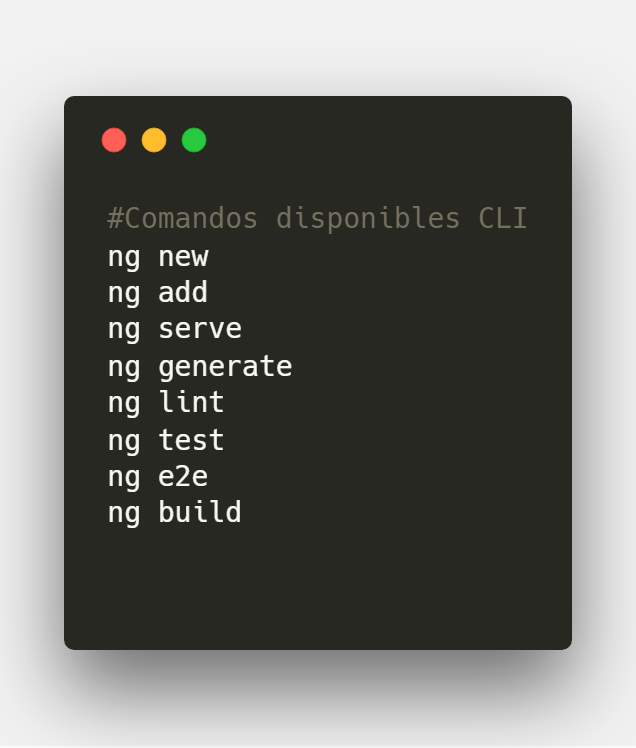 #Comandos disponibles CLI
ng new
ng add
ng serve
ng generate
ng lint
ng test
ng e2e
ng build